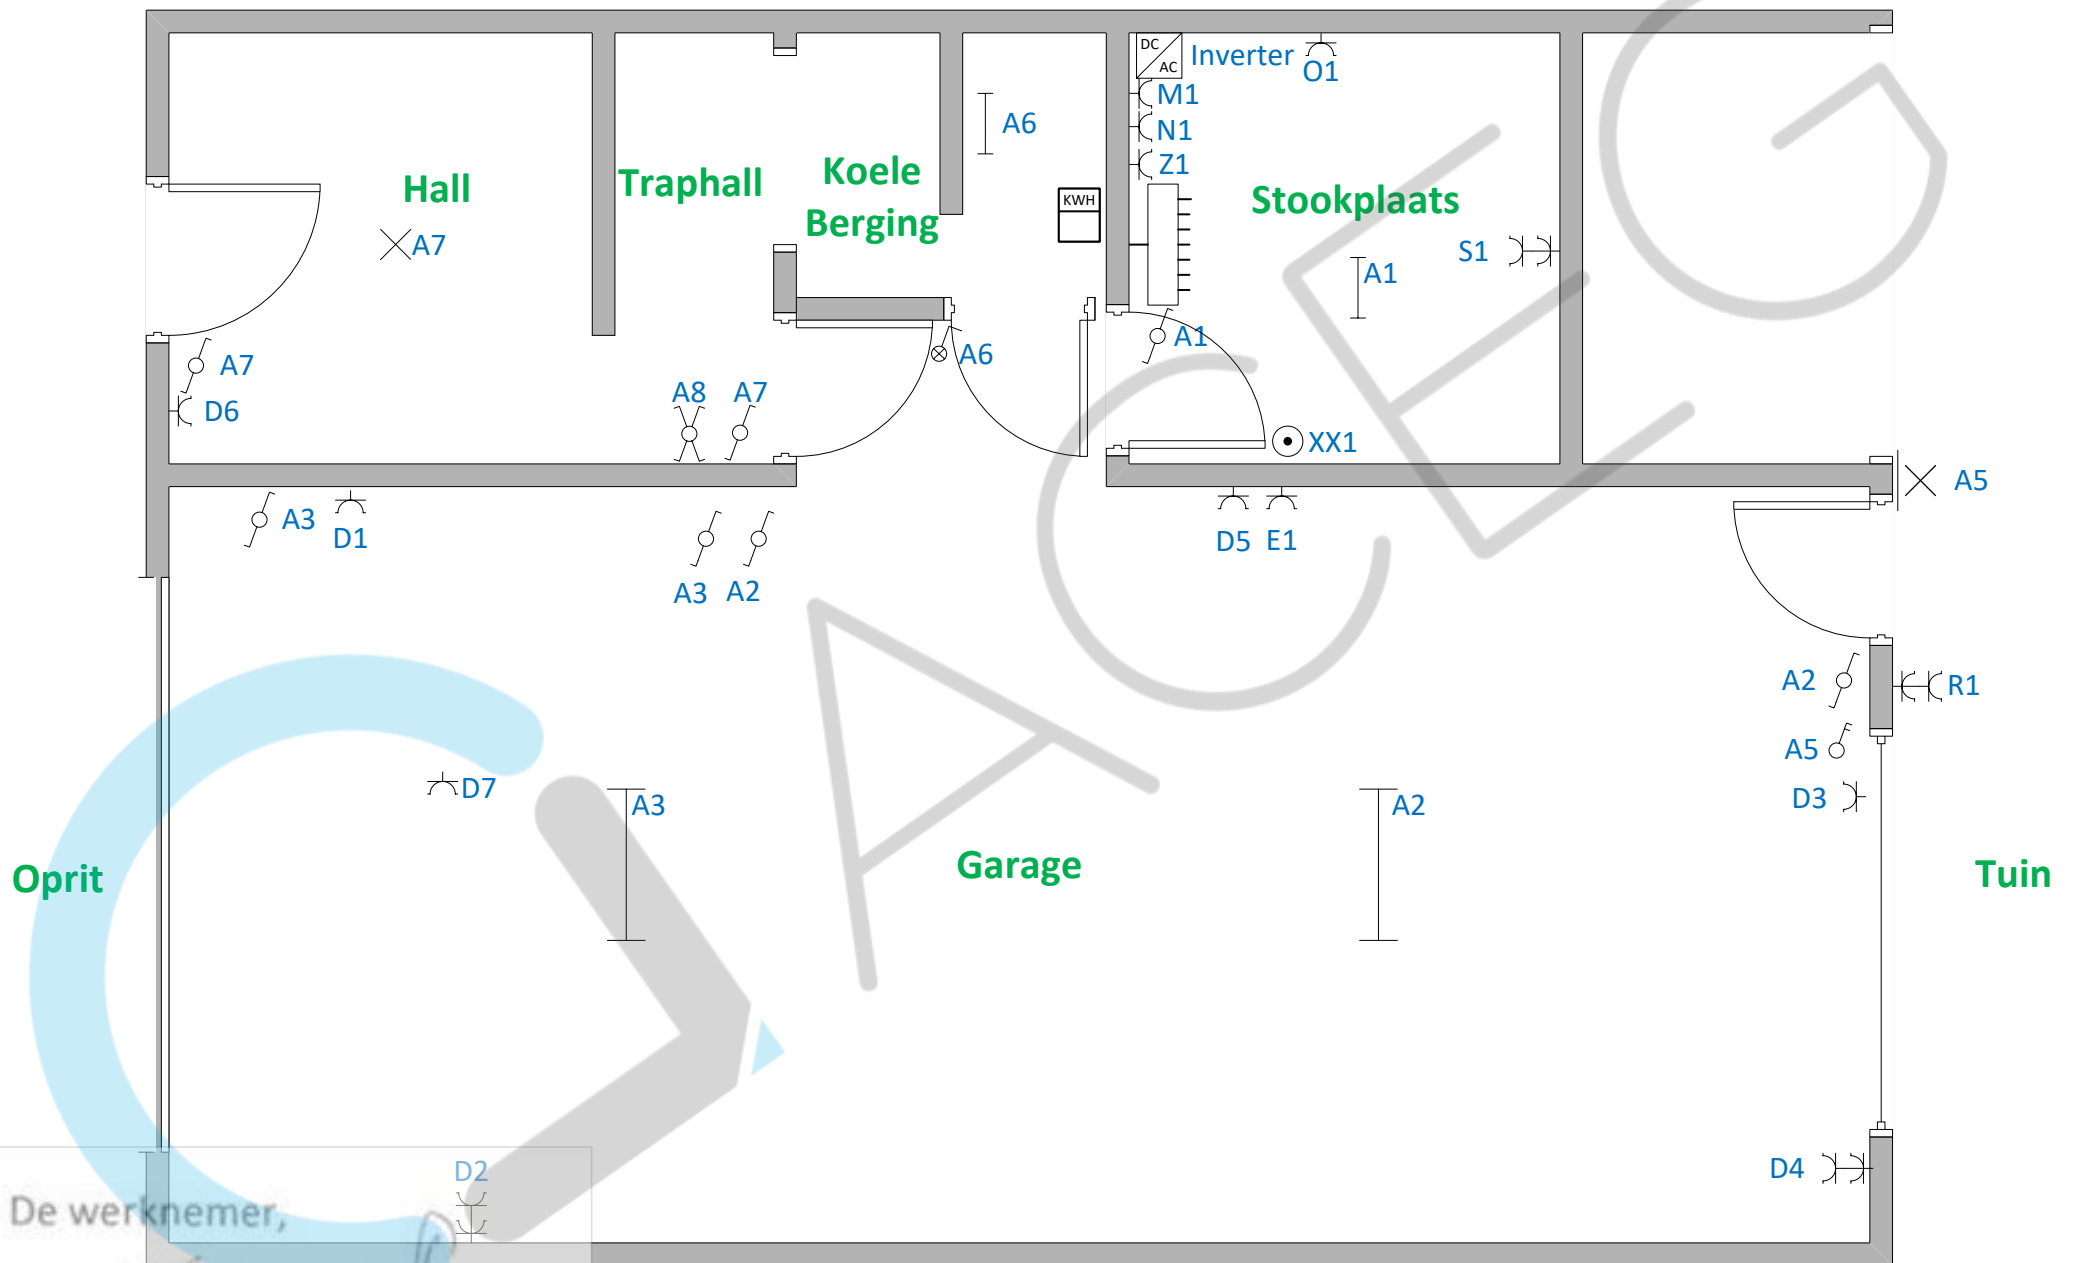 DC
AC
Inverter
O1
M1
N1
Z1
A6
Hall
Traphall
Koele
Berging
KWH
Stookplaats
A7
S1
A1
A1
A6
A7
D6
A8
A7
XX1
A5
A3
D1
D5
E1
A3
A2
A2
R1
A5
D7
A3
A2
D3
Oprit
Garage
Tuin
D2
D4
De werknemer,